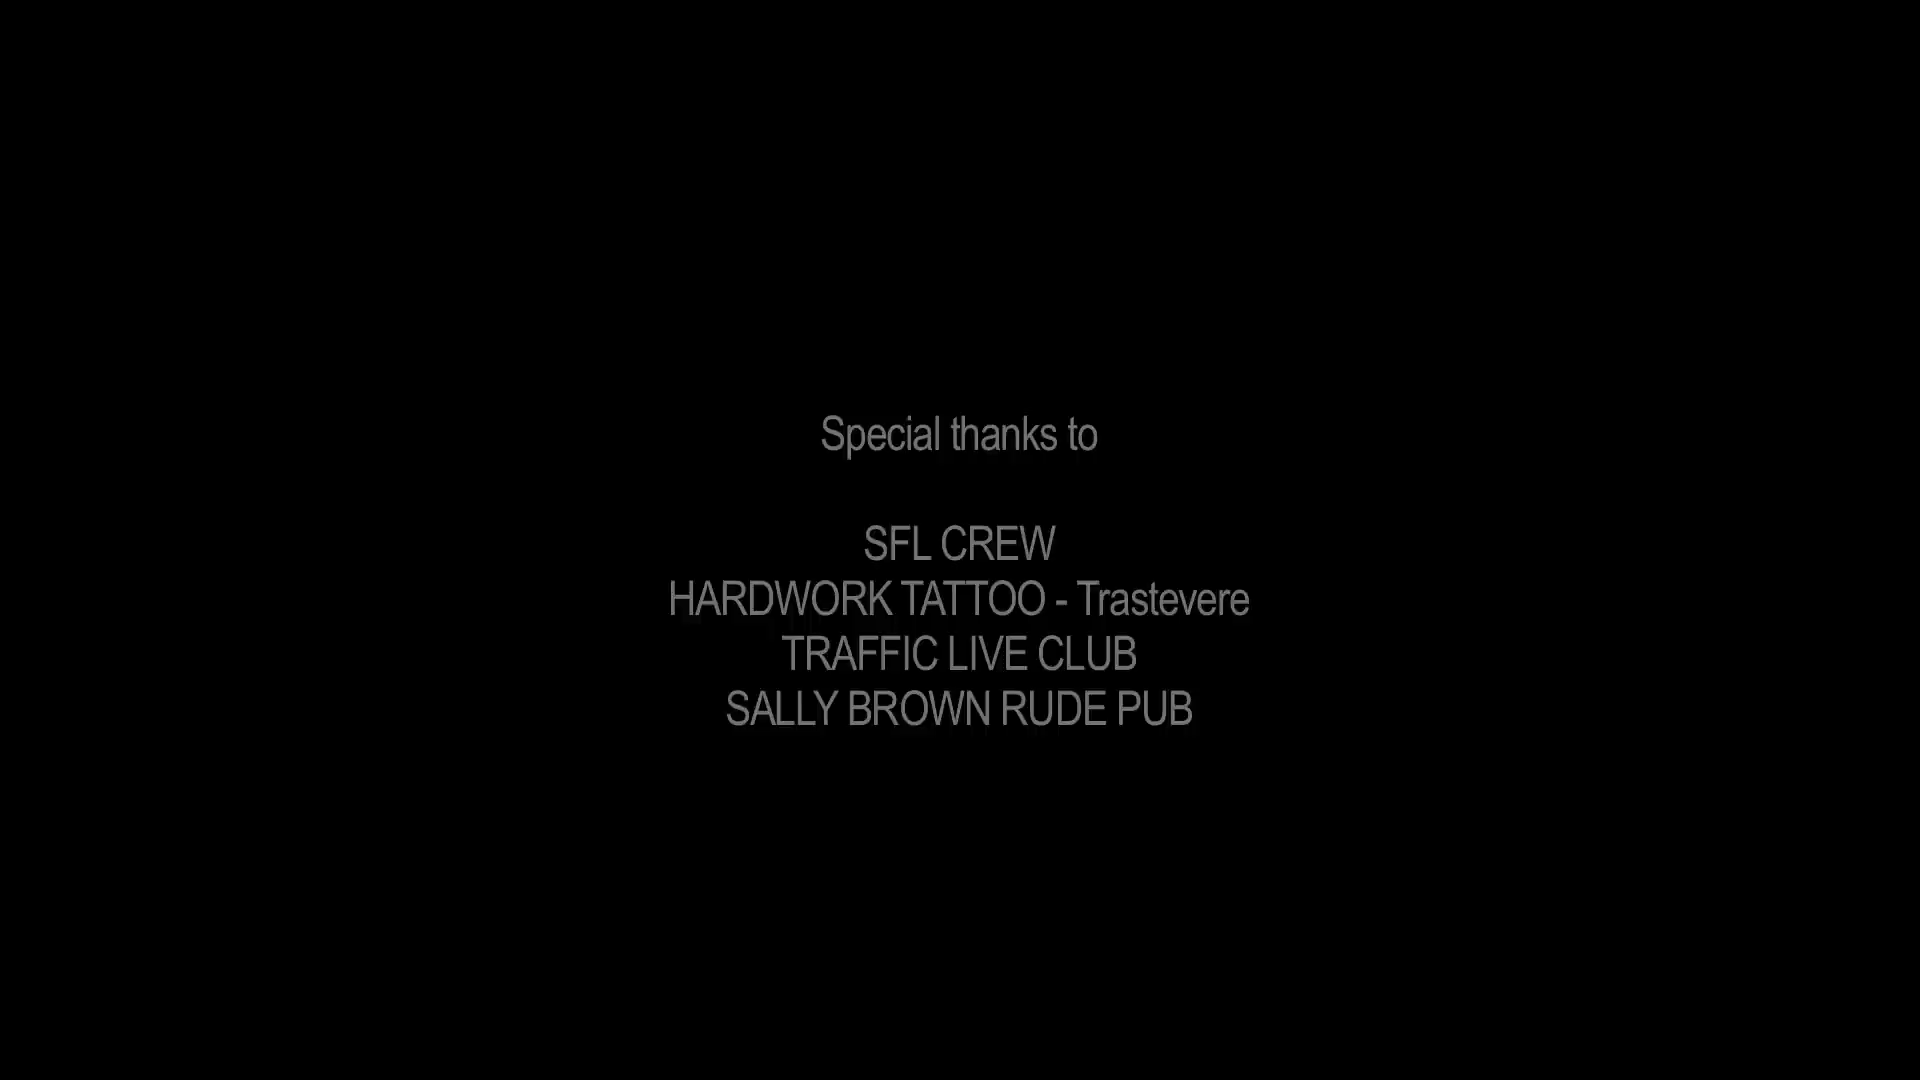 Special thanks to
SFL CREW
HARDWORK TATTOO - Trastevere
TRAFFIC LIVE CLUB
SALLY BROWN RUDE PUB